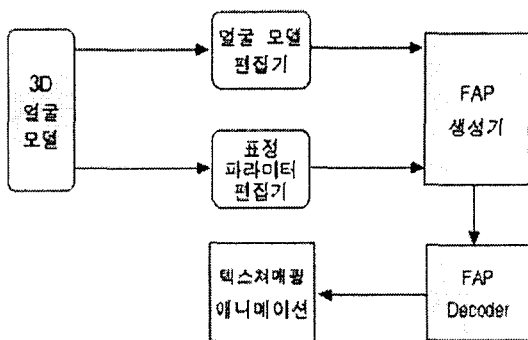 3D
얼굴
모델
얼굴 모델
편집기
표정
파라미터
편집기
FAP
생성기
FAP
Decoder
텍스쳐매핑
애니메이션